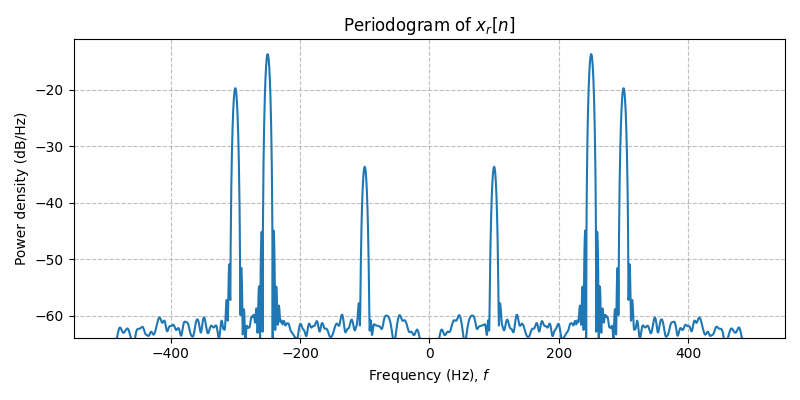 Periodogram of $x_r[n]$
Power density (dB/Hz)
−20
−30
−40
−50
−60
−400 −200 0 200 400
Frequency (Hz), f